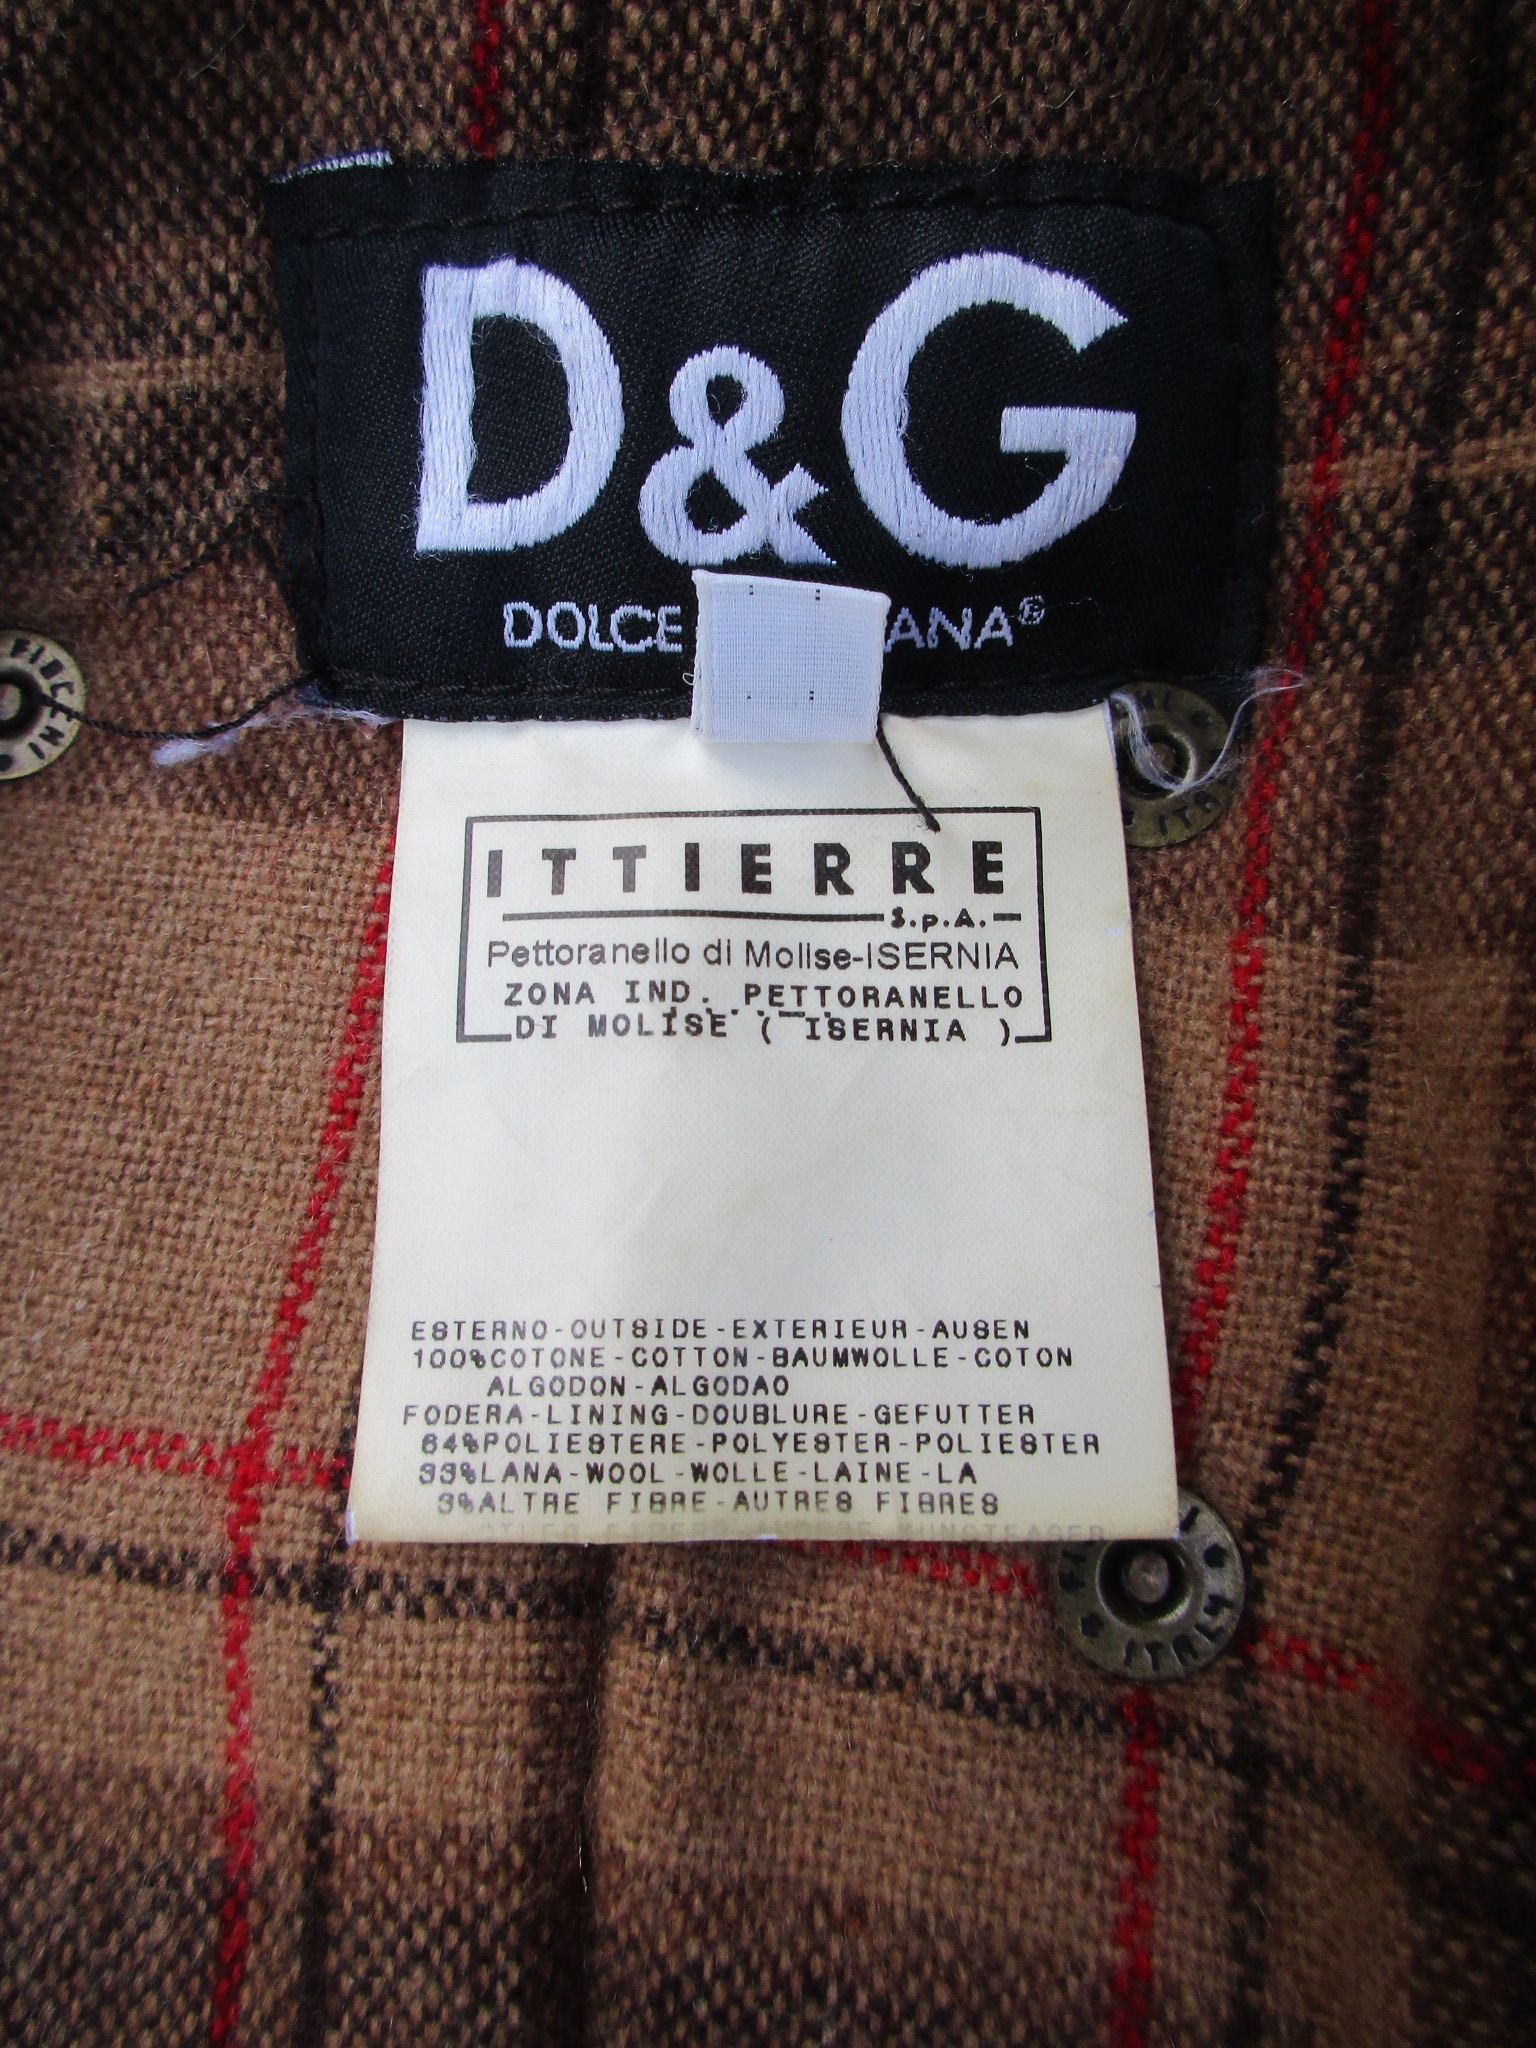 D&G
DOLCE ANA®
FIOCENI
ITTIERRE
S.p.A.
Pettoranello di Molise-ISERNIA
ZONA IND. PETTORANELLO
DI MOLISE ( ISERNIA )
ESTERNO-OUTSIDE-EXTERIEUR-AUSEN
100%COTONE-COTTON-BAUMWOLLE-COTON
ALGODON-ALGODAO
FODERA-LINING-DOUBLURE-GEFUTTER
64%POLIESTERE-POLYESTER-POLIESTER
33%LANA-WOOL-WOLLE-LAINE-LA
3%ALTRE FIBRE-AUTRES FIBRES
ITALY